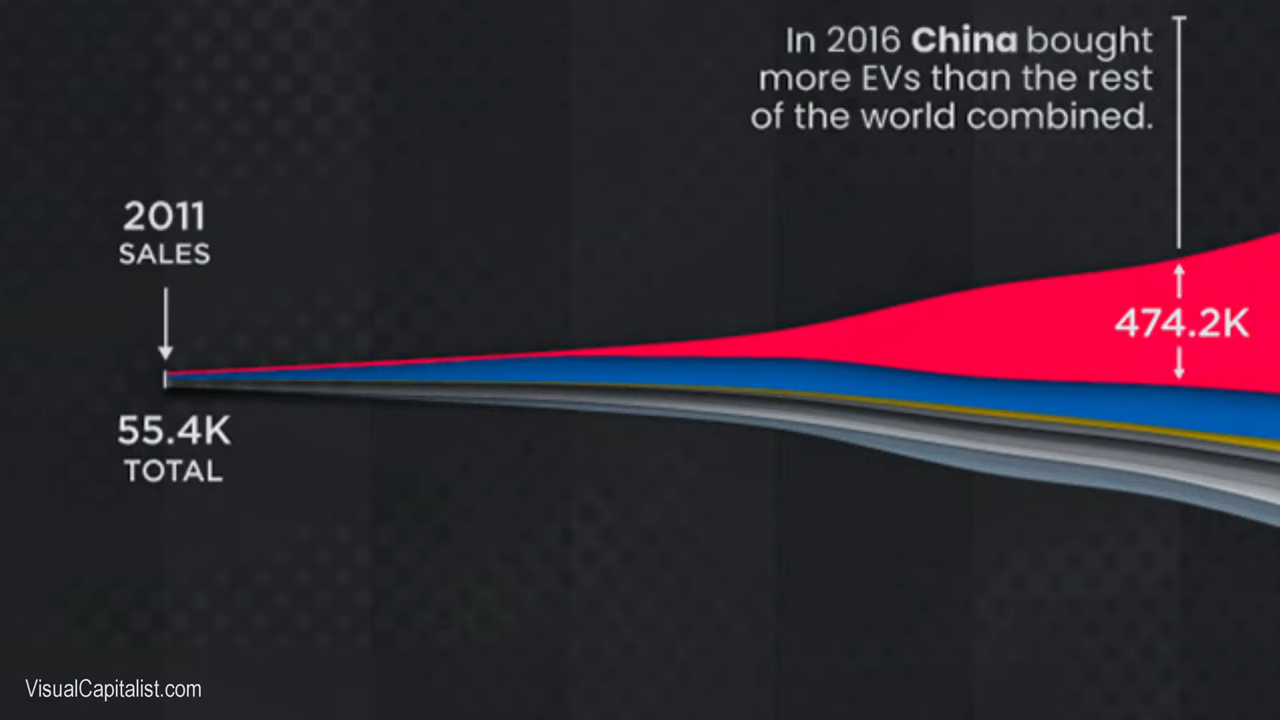 In 2016 China bought
more EVs than the rest
of the world combined.
2011
SALES
474.2K
55.4K
TOTAL
VisualCapitalist.com